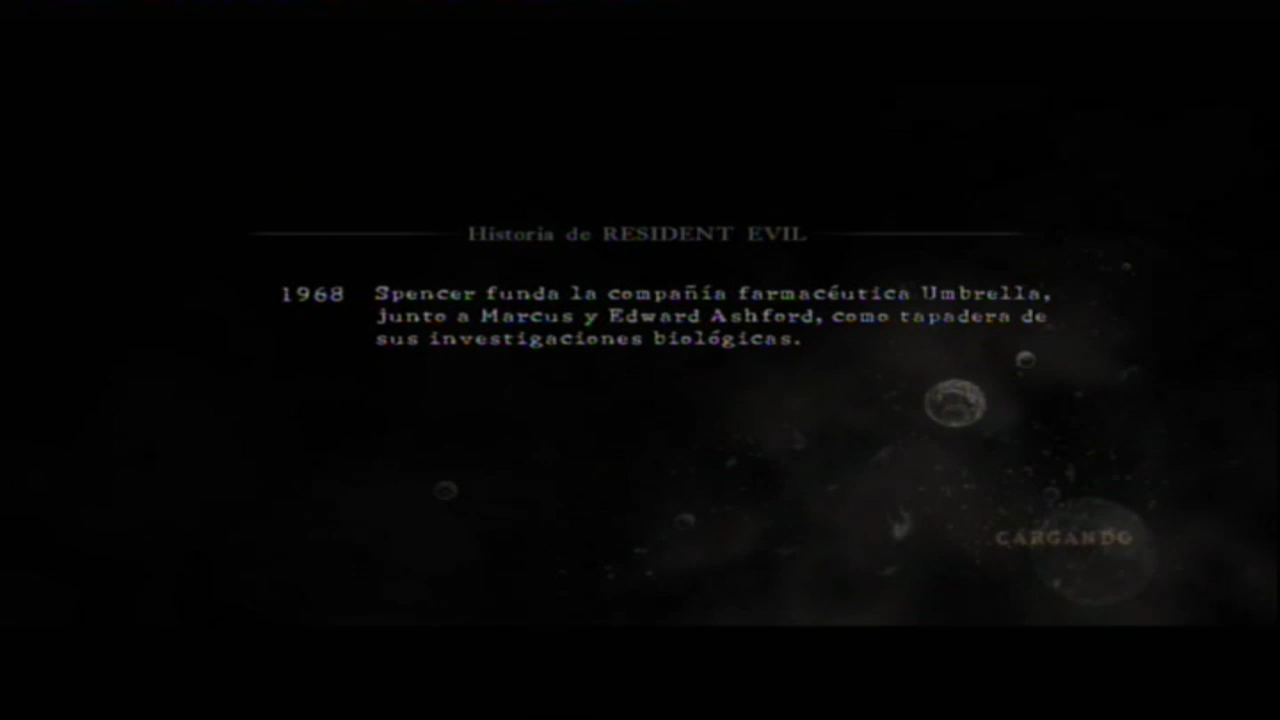 Historia de RESIDENT EVIL
1968 Spencer funda la compañía farmacéutica Umbrella,
junto a Marcus y Edward Ashford, como tapadera de
sus investigaciones biológicas.
CARGANDO